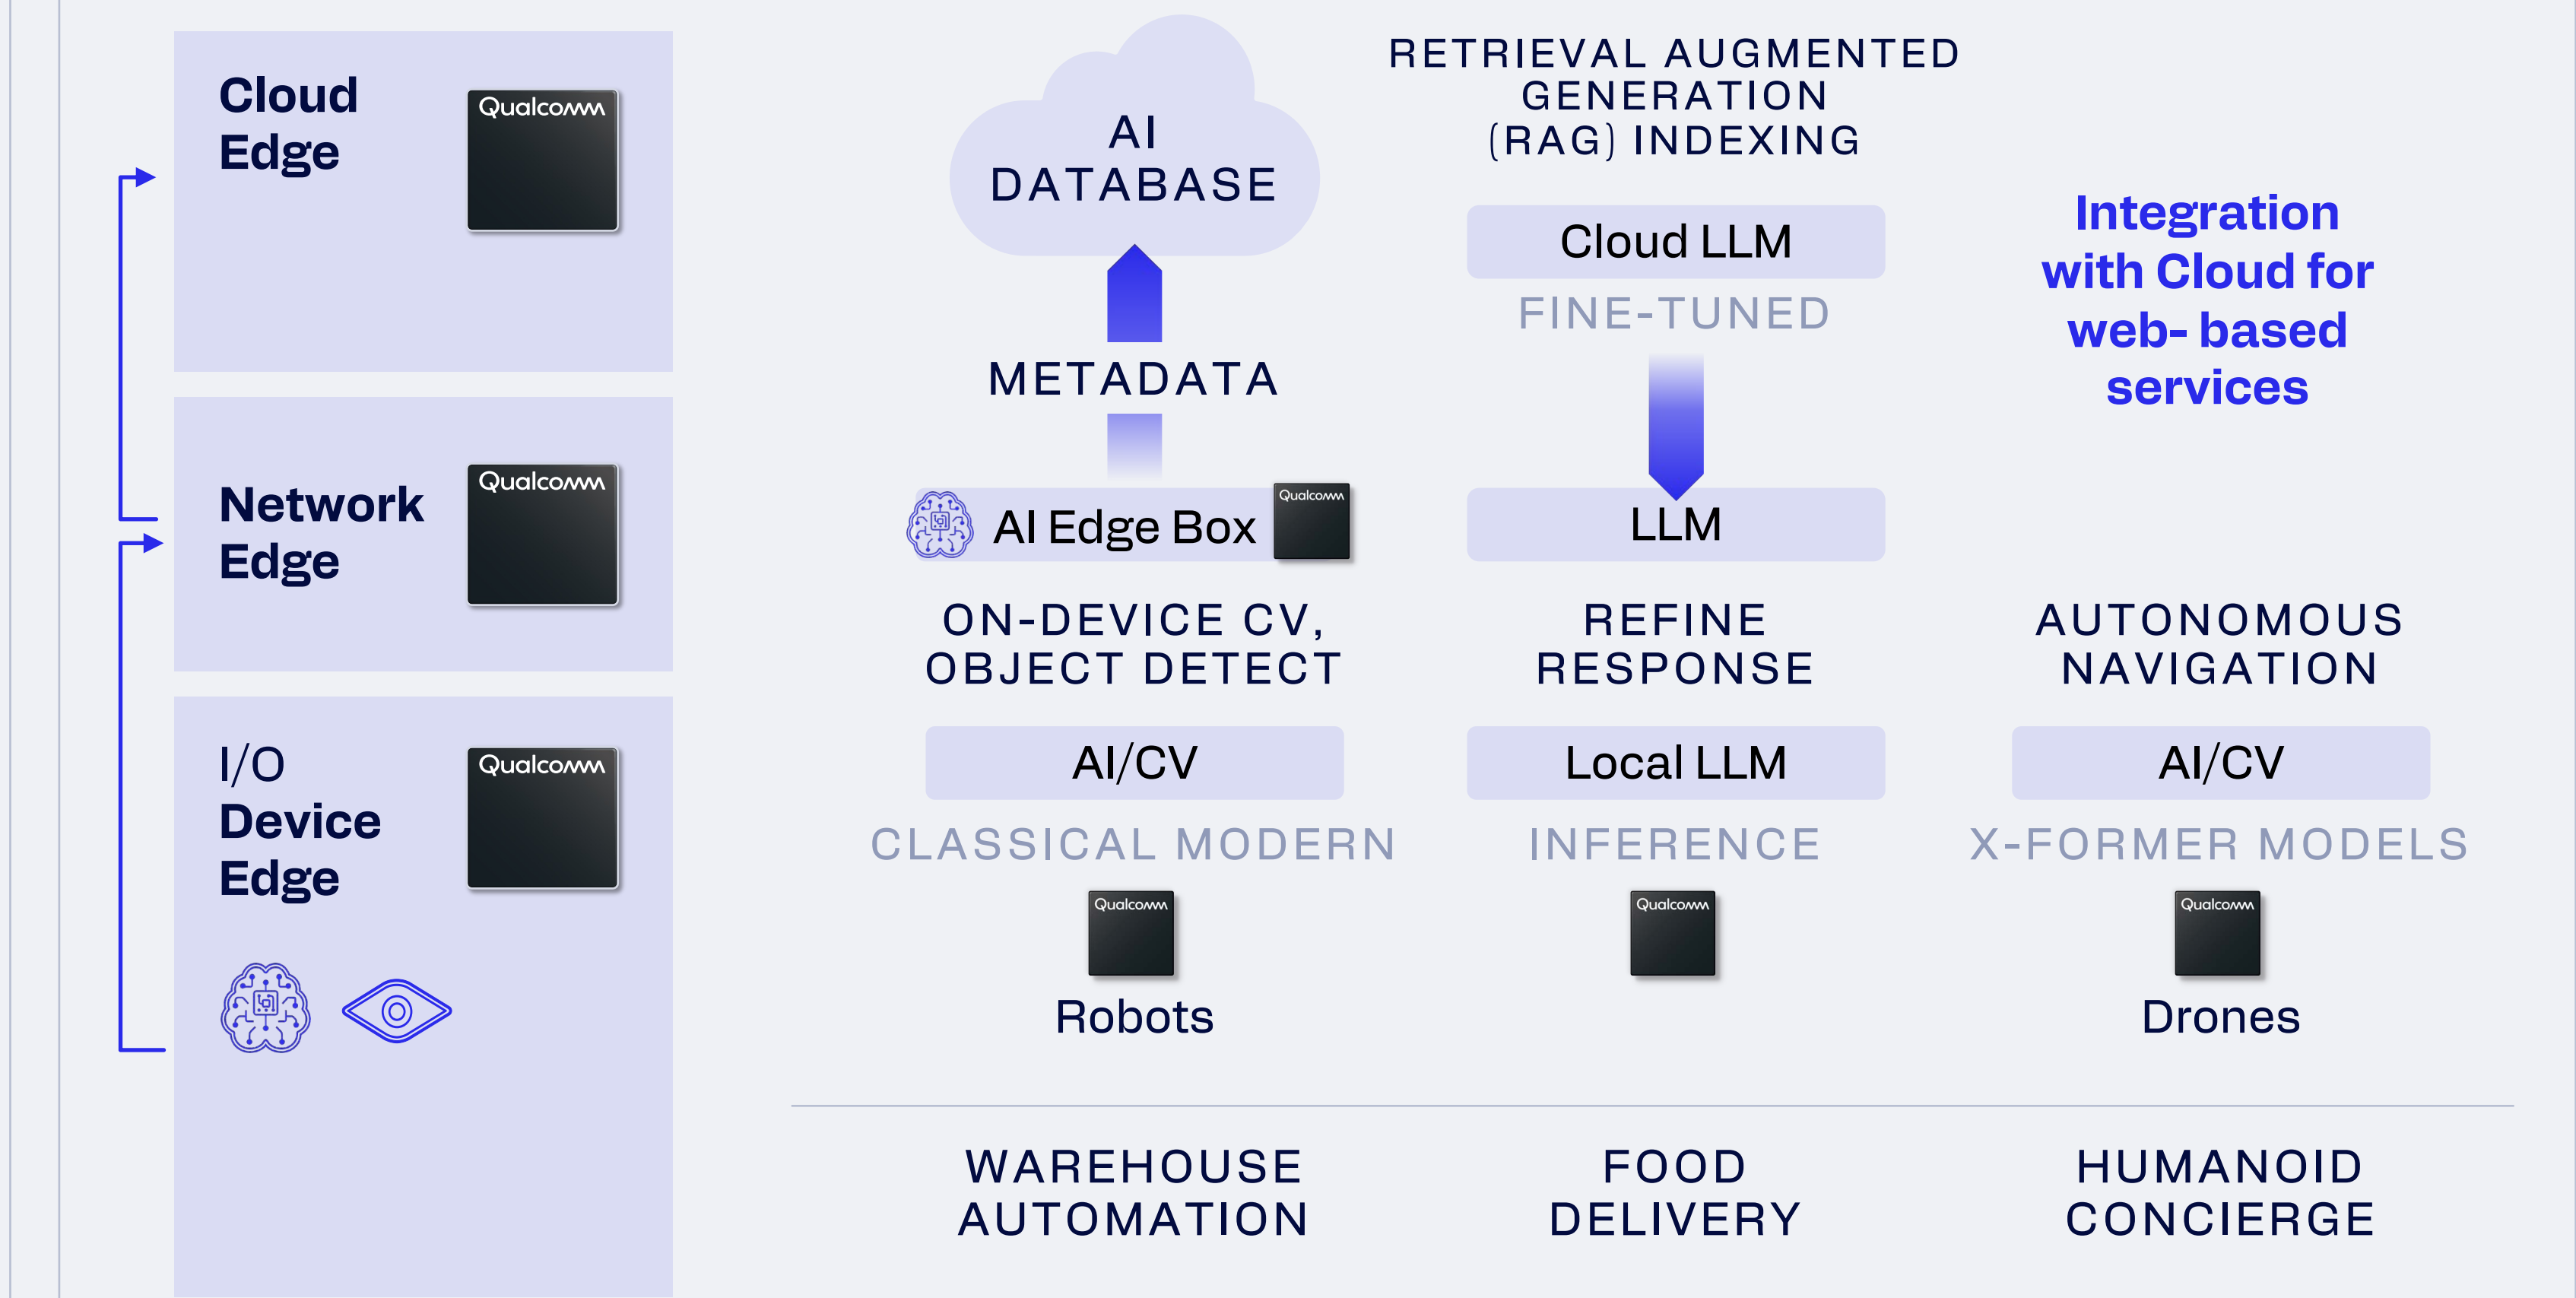 Cloud
Edge
Qualcomm
Network
Edge
Qualcomm
I/O
Device
Edge
Qualcomm
AI
DATABASE
METADATA
AI Edge Box
Qualcomm
ON-DEVICE CV,
OBJECT DETECT
AI/CV
CLASSICAL MODERN
Qualcomm
Robots
RETRIEVAL AUGMENTED
GENERATION
(RAG) INDEXING
Cloud LLM
FINE-TUNED
LLM
REFINE
RESPONSE
Local LLM
INFERENCE
Qualcomm
Integration
with Cloud for
web- based
services
AUTONOMOUS
NAVIGATION
AI/CV
X-FORMER MODELS
Qualcomm
Drones
WAREHOUSE
AUTOMATION
FOOD
DELIVERY
HUMANOID
CONCIERGE